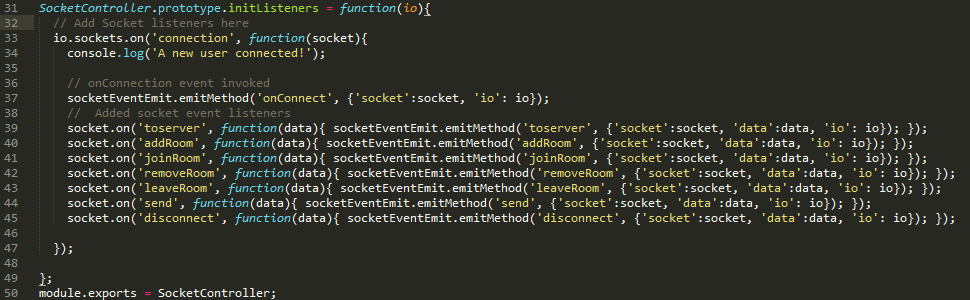 31 SocketController.prototype.initListeners = function(io){
32 // Add Socket listeners here
33 io.sockets.on('connection', function(socket){
34 console.log('A new user connected!');
35
36 // onConnection event invoked
37 socketEventEmit.emitMethod('onConnect', {'socket':socket, 'io': io});
38 //  Added socket event listeners
39 socket.on('toserver', function(data){ socketEventEmit.emitMethod('toserver', {'socket':socket, 'data':data, 'io': io}); });
40 socket.on('addRoom', function(data){ socketEventEmit.emitMethod('addRoom', {'socket':socket, 'data':data, 'io': io}); });
41 socket.on('joinRoom', function(data){ socketEventEmit.emitMethod('joinRoom', {'socket':socket, 'data':data, 'io': io}); });
42 socket.on('removeRoom', function(data){ socketEventEmit.emitMethod('removeRoom', {'socket':socket, 'data':data, 'io': io}); });
43 socket.on('leaveRoom', function(data){ socketEventEmit.emitMethod('leaveRoom', {'socket':socket, 'data':data, 'io': io}); });
44 socket.on('send', function(data){ socketEventEmit.emitMethod('send', {'socket':socket, 'data':data, 'io': io}); });
45 socket.on('disconnect', function(data){ socketEventEmit.emitMethod('disconnect', {'socket':socket, 'data':data, 'io': io}); });
46
47 });
48
49 };
50 module.exports = SocketController;